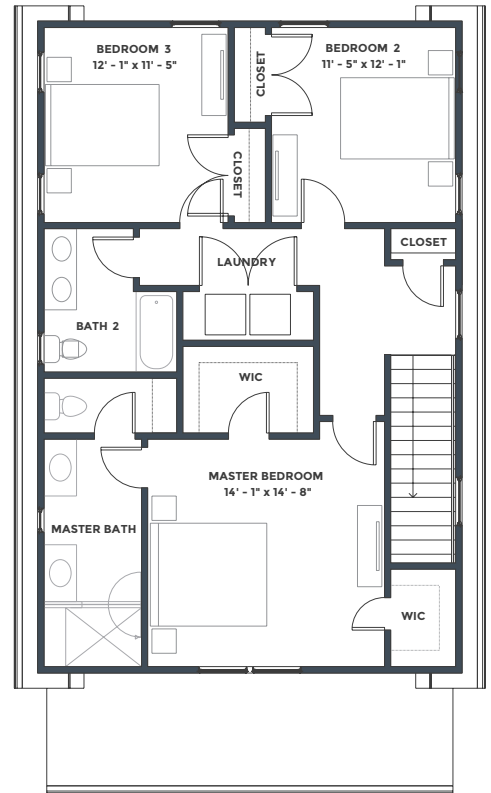 BEDROOM 3
12' - 1" x 11' - 5"
CLOSET
BEDROOM 2
11' - 5" x 12' - 1"
CLOSET
CLOSET
LAUNDRY
BATH 2
WIC
MASTER BEDROOM
14' - 1" x 14' - 8"
MASTER BATH
WIC